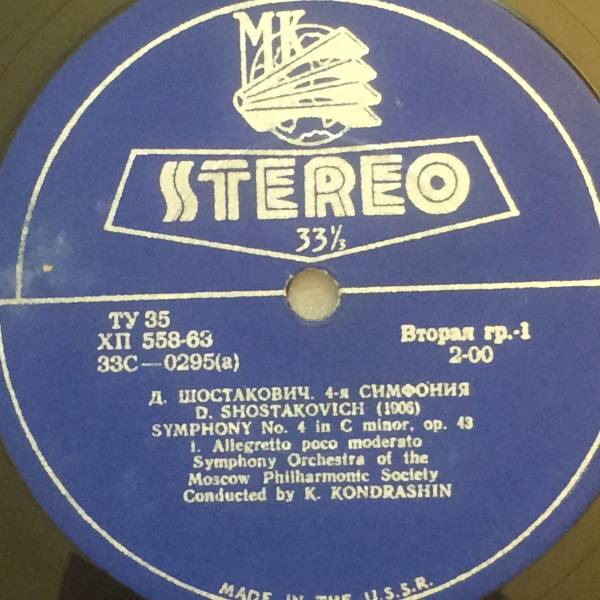 МК
STEREO
33⅓
ТУ 35
ХП 558-63
33С—0295(а)
Вторая гр.-1
2-00
Д. ШОСТАКОВИЧ. 4-я СИМФОНИЯ
D. SHOSTAKOVICH (1906)
SYMPHONY No. 4 in C minor, op. 43
1. Allegretto poco moderato
Symphony Orchestra of the
Moscow Philharmonic Society
Conducted by K. KONDRASHIN
MADE IN THE U.S.S.R.